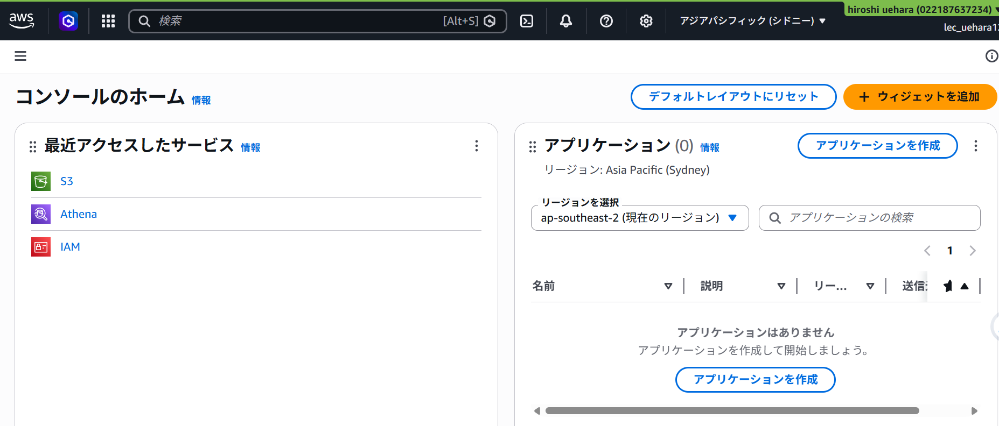 aws
検索
[Alt+S]
アジアパシフィック (シドニー)
hiroshi uehara (022187637234)
lec_uehara12
コンソールのホーム 情報
デフォルトレイアウトにリセット
ウィジェットを追加
最近アクセスしたサービス 情報
S3
Athena
IAM
アプリケーション (0) 情報
アプリケーションを作成
リージョン: Asia Pacific (Sydney)
リージョンを選択
ap-southeast-2 (現在のリージョン)
アプリケーションの検索
1
名前 説明 リー... 送信
アプリケーションはありません
アプリケーションを作成して開始しましょう。
アプリケーションを作成